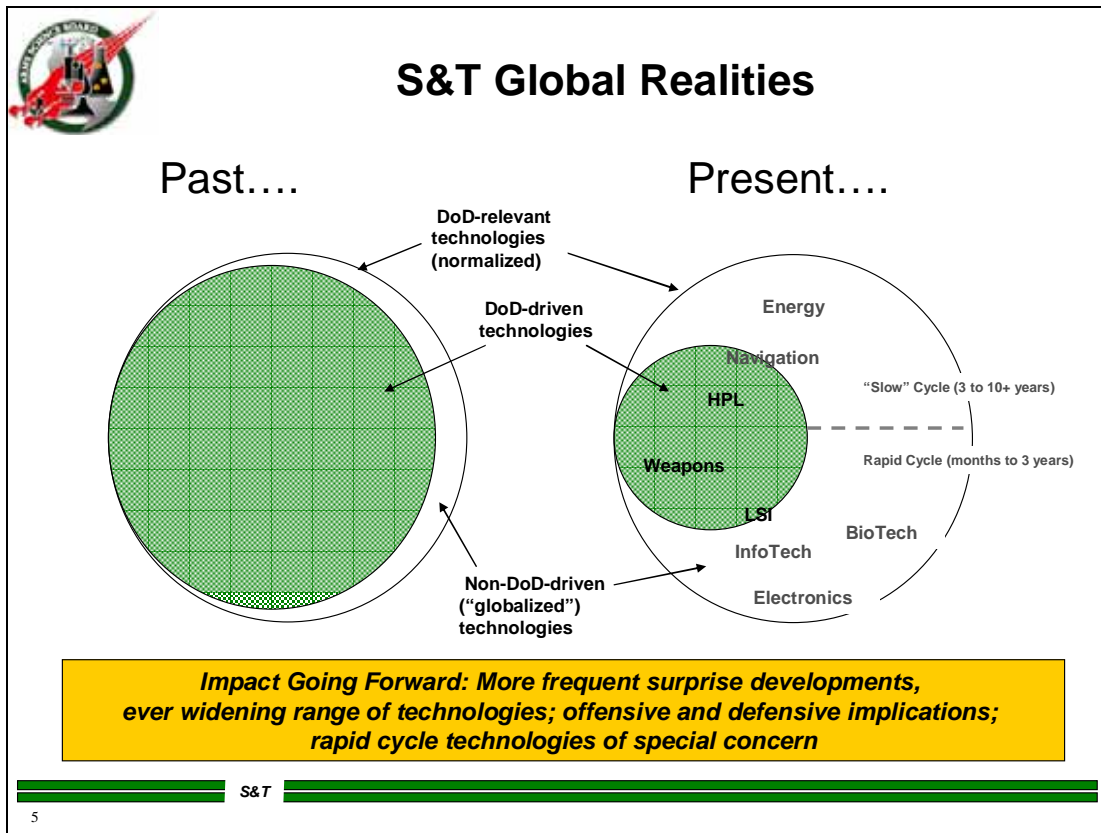 ARMY SCIENCE BOARD
S&T Global Realities
Past….
Present….
DoD-relevant
technologies
(normalized)
DoD-driven
technologies
Non-DoD-driven
(“globalized”)
technologies
Energy
Navigation
HPL
“Slow” Cycle (3 to 10+ years)
Rapid Cycle (months to 3 years)
Weapons
LSI
BioTech
InfoTech
Electronics
Impact Going Forward: More frequent surprise developments,
ever widening range of technologies; offensive and defensive implications;
rapid cycle technologies of special concern
S&T
5